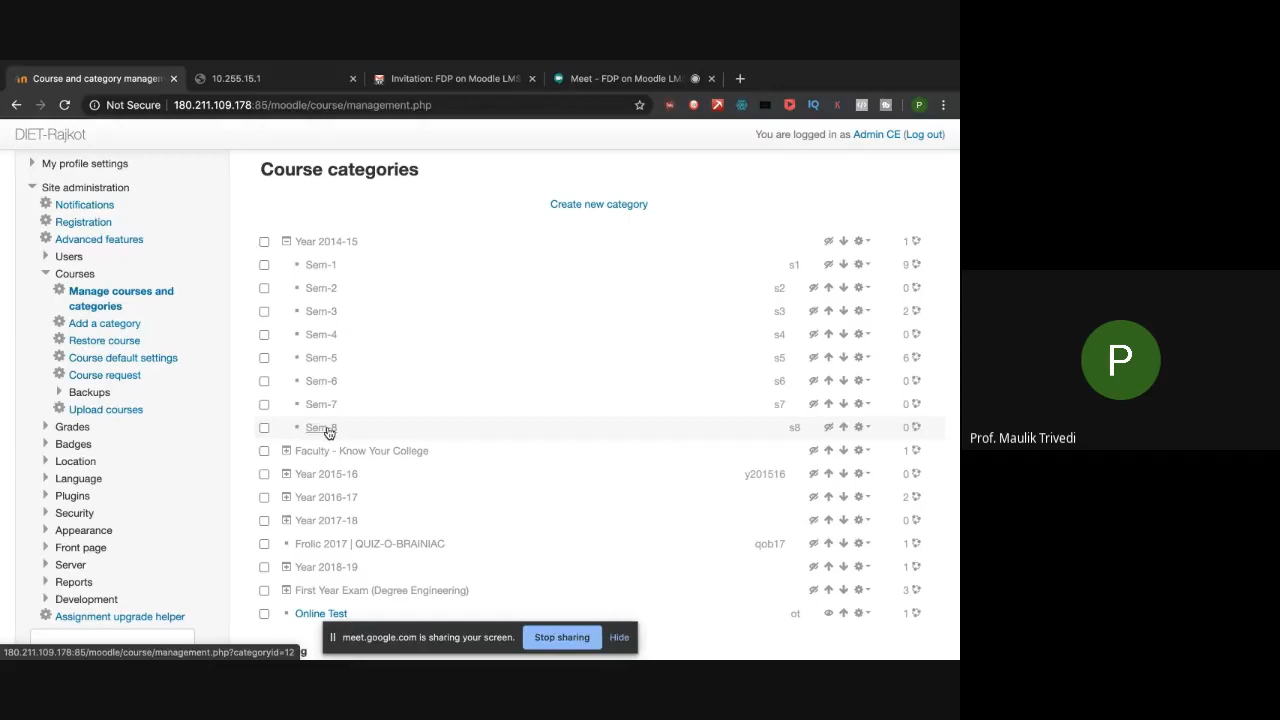 Course and category managem
10.255.15.1
Invitation: FDP on Moodle LMS
Meet - FDP on Moodle LM
Not Secure
180.211.109.178:85/moodle/course/management.php
IQ
K
P
DIET-Rajkot
You are logged in as Admin CE (Log out)
My profile settings
Site administration
Notifications
Registration
Advanced features
Users
Courses
Manage courses and
categories
Add a category
Restore course
Course default settings
Course request
Backups
Upload courses
Grades
Badges
Location
Language
Plugins
Security
Appearance
Front page
Server
Reports
Development
Assignment upgrade helper
Course categories
Create new category
Year 2014-15 1
Sem-1 s1 9
Sem-2 s2 0
Sem-3 s3 2
Sem-4 s4 0
Sem-5 s5 6
Sem-6 s6 0
Sem-7 s7 0
Sem-8 s8 0
Faculty - Know Your College 1
Year 2015-16 y201516 0
Year 2016-17 2
Year 2017-18 0
Frolic 2017 | QUIZ-O-BRAINIAC qob17 1
Year 2018-19 1
First Year Exam (Degree Engineering) 3
Online Test ot 1
meet.google.com is sharing your screen. Stop sharing Hide
180.211.109.178:85/moodle/course/management.php?categoryid=12
P
Prof. Maulik Trivedi